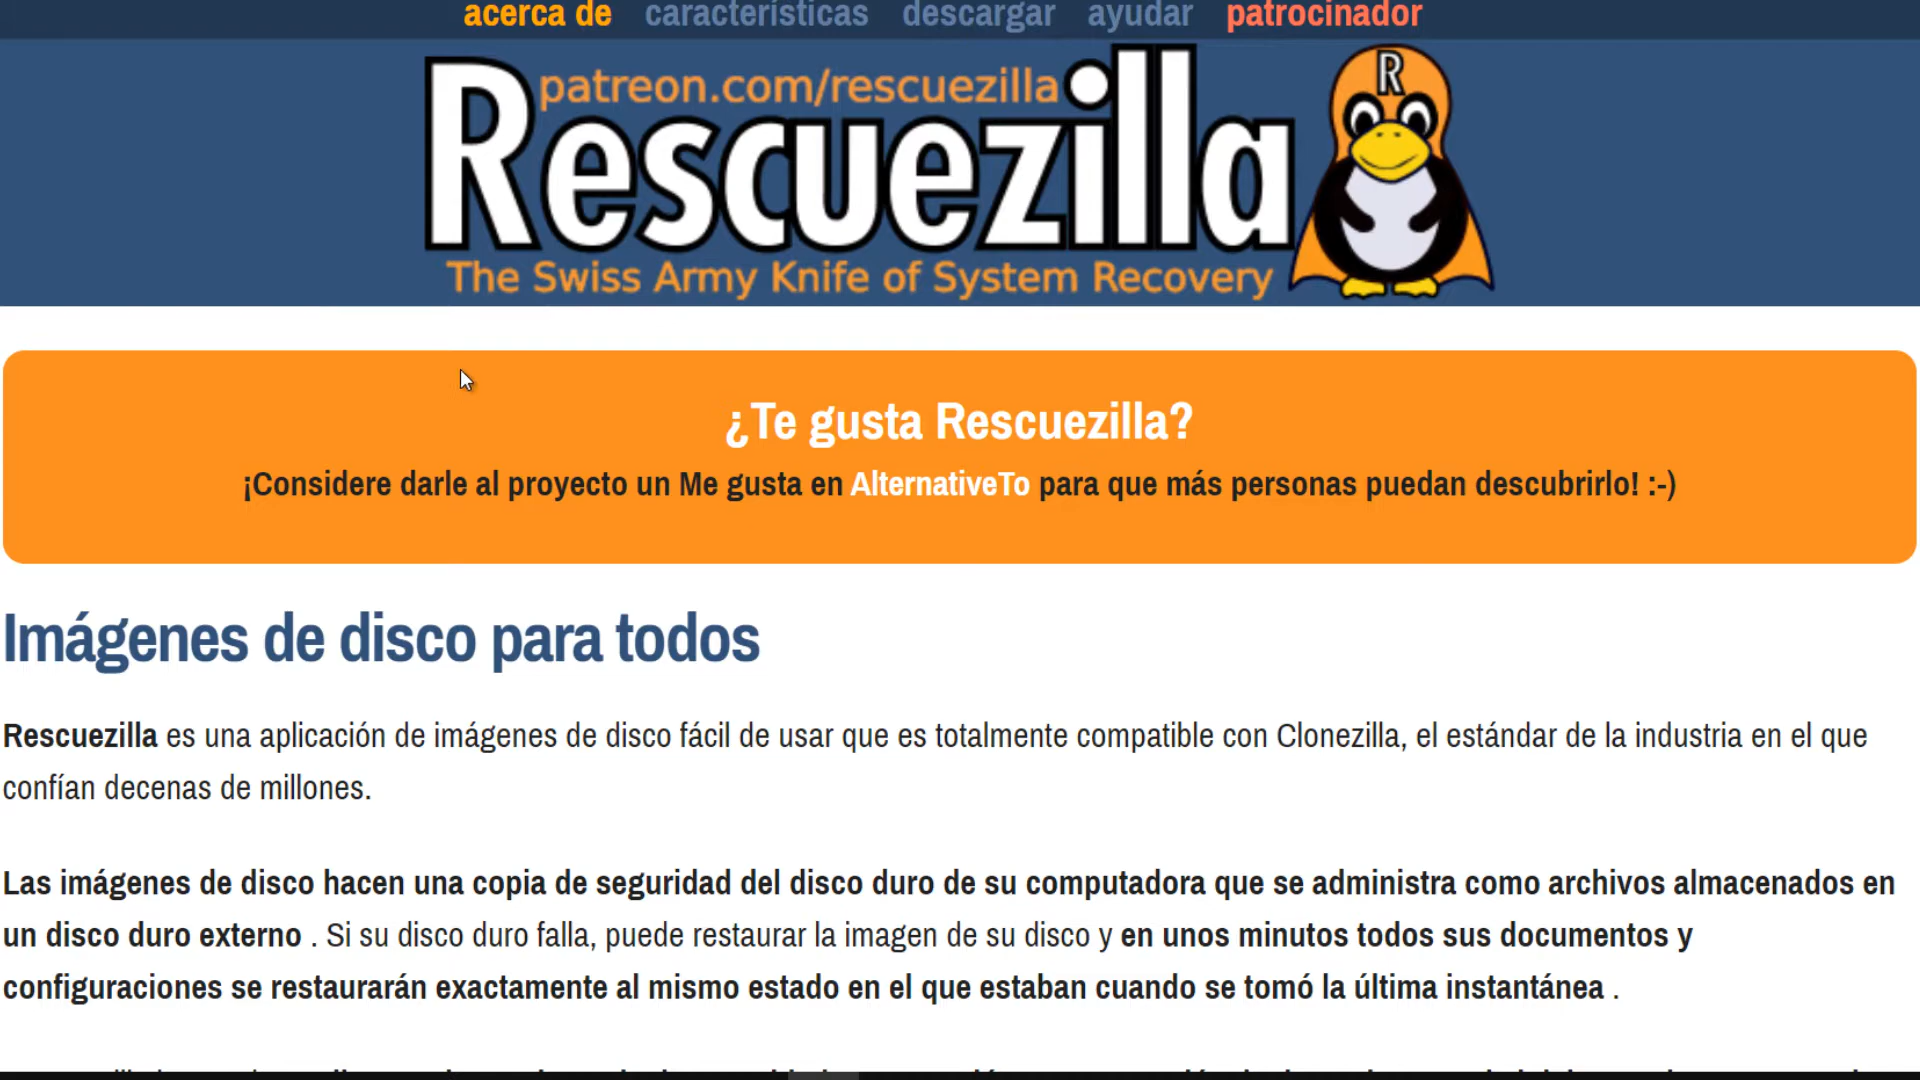 acerca de características descargar ayudar patrocinador
patreon.com/rescuezilla
Rescuezilla
R
The Swiss Army Knife of System Recovery
¿Te gusta Rescuezilla?
¡Considere darle al proyecto un Me gusta en AlternativeTo para que más personas puedan descubrirlo! :-)
Imágenes de disco para todos
Rescuezilla es una aplicación de imágenes de disco fácil de usar que es totalmente compatible con Clonezilla, el estándar de la industria en el que
confían decenas de millones.
Las imágenes de disco hacen una copia de seguridad del disco duro de su computadora que se administra como archivos almacenados en
un disco duro externo . Si su disco duro falla, puede restaurar la imagen de su disco y en unos minutos todos sus documentos y
configuraciones se restaurarán exactamente al mismo estado en el que estaban cuando se tomó la última instantánea .